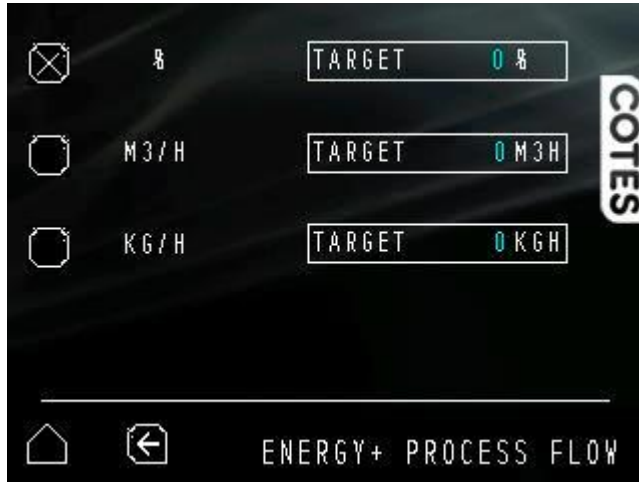 % TARGET 0 %
M3/H TARGET 0 M3H
KG/H TARGET 0 KGH
COTES
ENERGY+ PROCESS FLOW